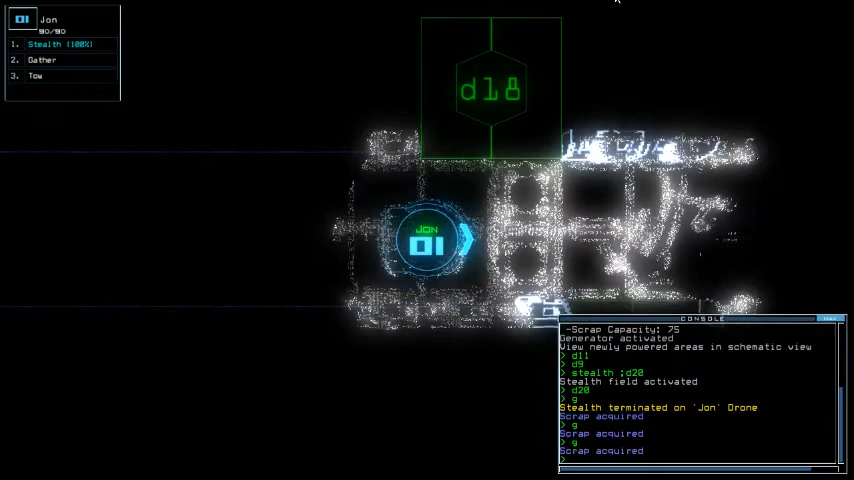 01 Jon
90/90
1. Stealth (100%)
2. Gather
3. Tow
d18
JON
01
CONSOLE
-Scrap Capacity: 75
Generator activated
View newly powered areas in schematic view
> d11
> d9
> stealth ;d20
Stealth field activated
> d20
> g
Stealth terminated on 'Jon' Drone
Scrap acquired
> g
Scrap acquired
> g
Scrap acquired
>